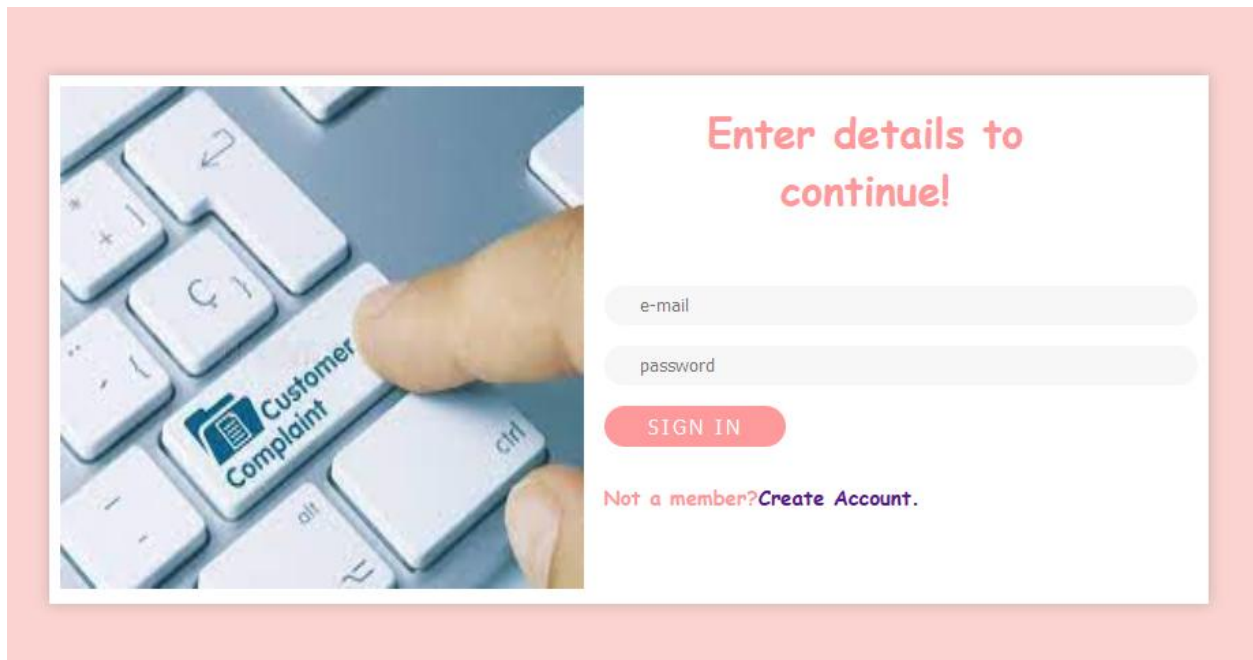 Customer
Complaint
ctrl
alt
Ç }
* + ]
Enter details to
continue!
e-mail
password
SIGN IN
Not a member?Create Account.